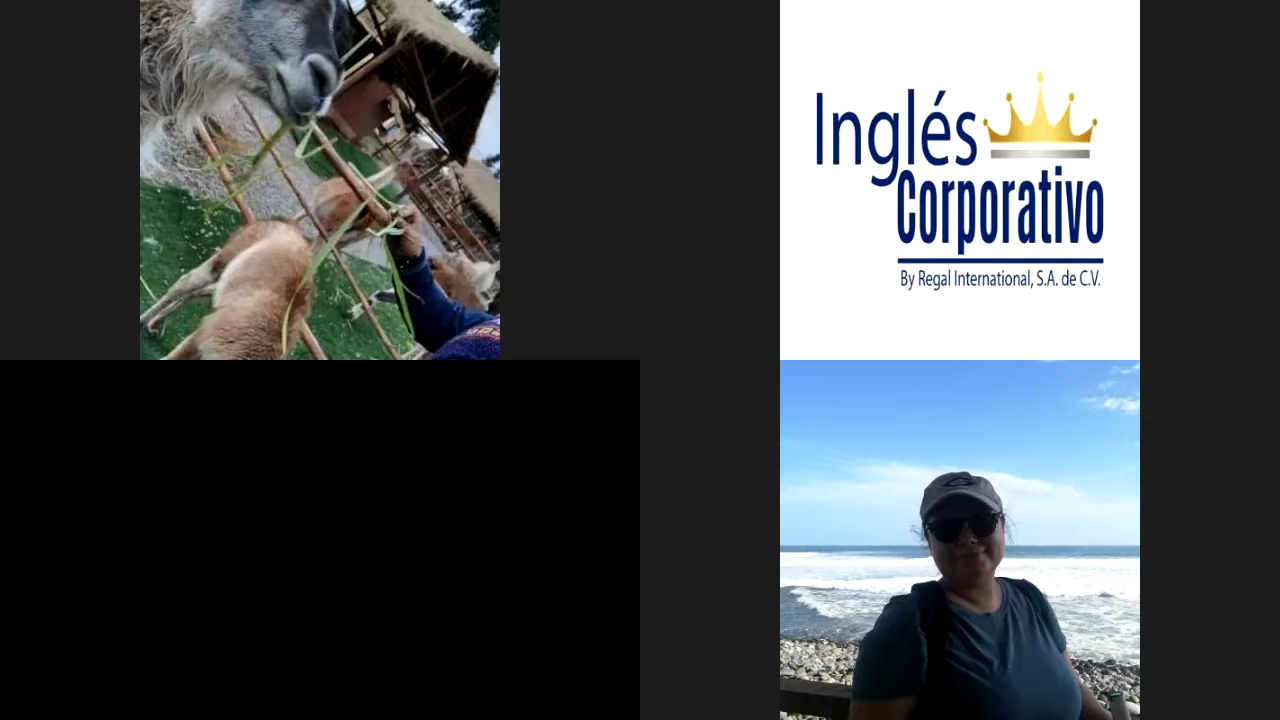 Inglés
Corporativo
By Regal International, S.A. de C.V.